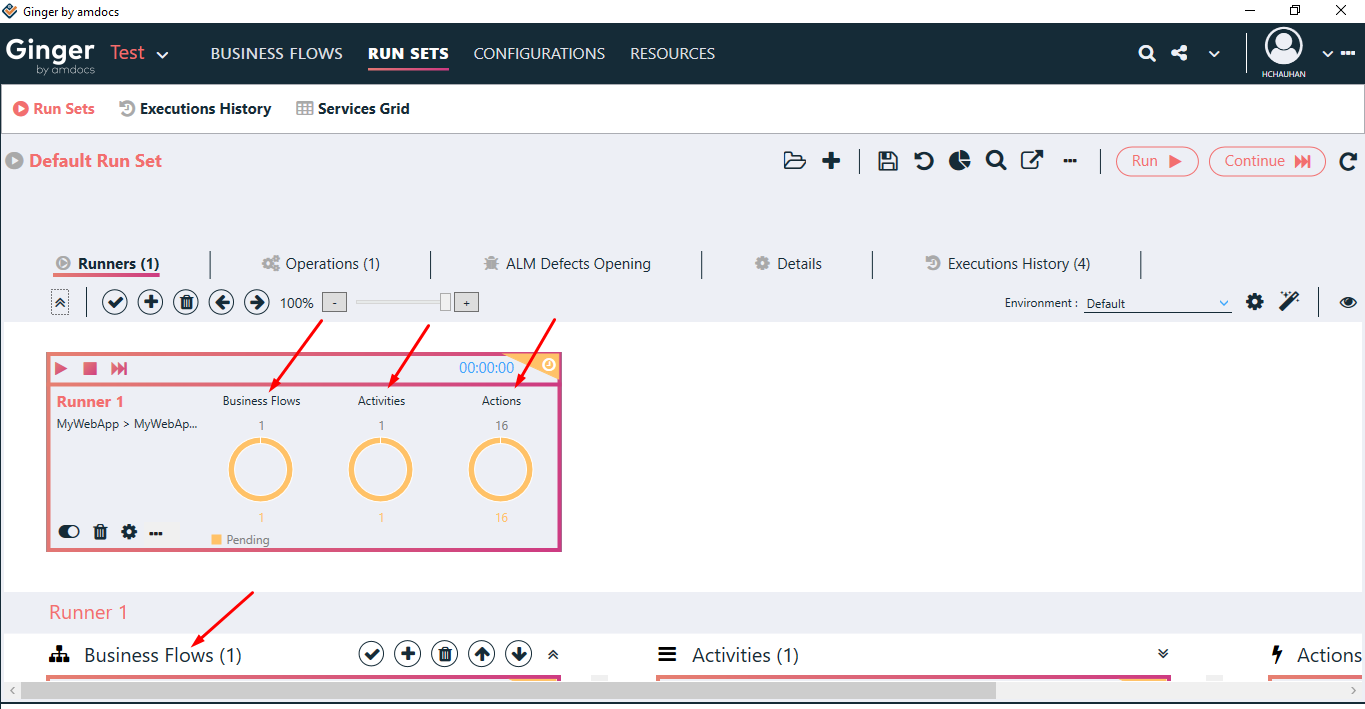 Ginger by amdocs
Ginger
by amdocs
Test
BUSINESS FLOWS
RUN SETS
CONFIGURATIONS
RESOURCES
HCHAUHAN
Run Sets
Executions History
Services Grid
Default Run Set
Run
Continue
Runners (1)
Operations (1)
ALM Defects Opening
Details
Executions History (4)
100%
-
+
Environment :
Default
00:00:00
Runner 1
MyWebApp > MyWebAp...
Business Flows
Activities
Actions
1
1
16
1
1
16
Pending
Runner 1
Business Flows (1)
Activities (1)
Actions